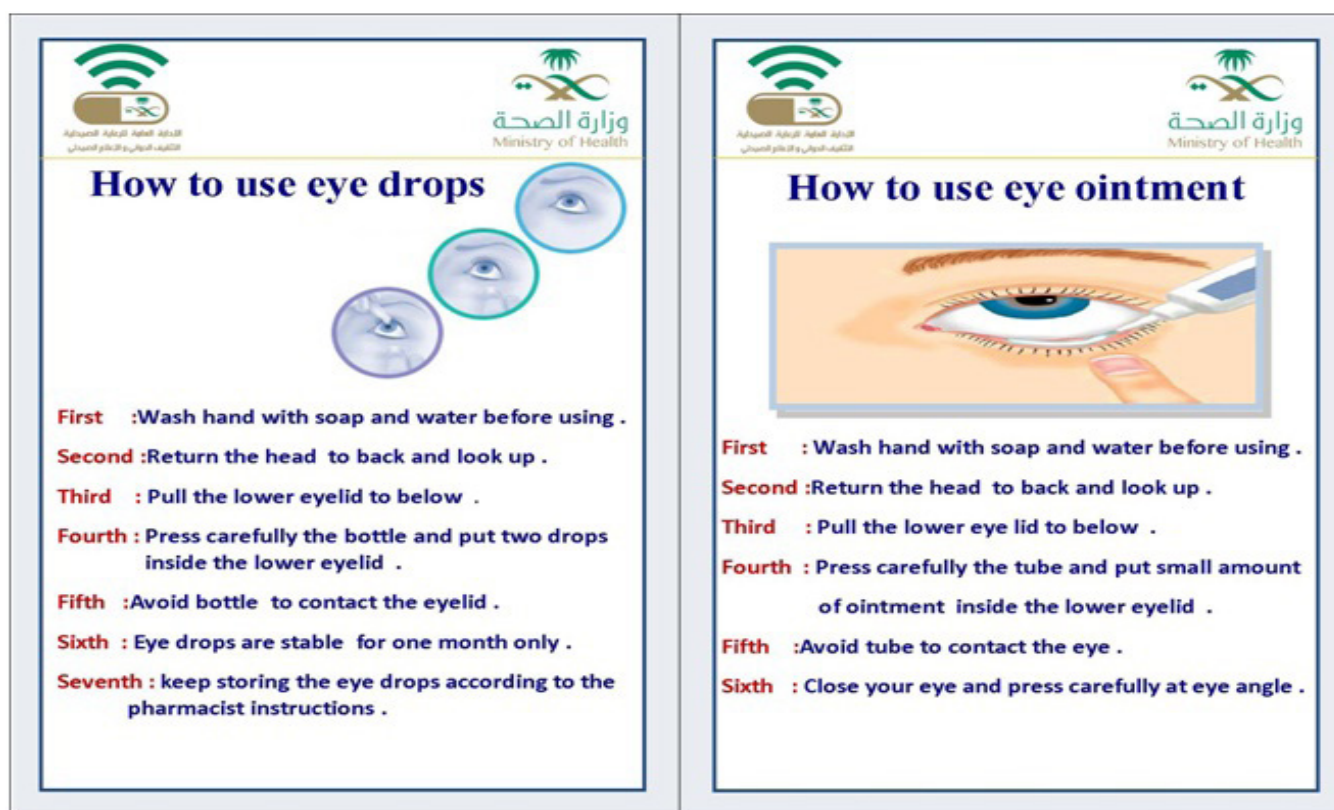 وزارة الصحة
Ministry of Health
How to use eye drops
First :Wash hand with soap and water before using .
Second :Return the head to back and look up .
Third : Pull the lower eyelid to below .
Fourth : Press carefully the bottle and put two drops
inside the lower eyelid .
Fifth :Avoid bottle to contact the eyelid .
Sixth : Eye drops are stable for one month only .
Seventh : keep storing the eye drops according to the
pharmacist instructions .
الإدارة العامة للرعاية الصيدلية
وزارة الصحة
Ministry of Health
How to use eye ointment
First : Wash hand with soap and water before using .
Second :Return the head to back and look up .
Third : Pull the lower eye lid to below .
Fourth : Press carefully the tube and put small amount
of ointment inside the lower eyelid .
Fifth :Avoid tube to contact the eye .
Sixth : Close your eye and press carefully at eye angle .